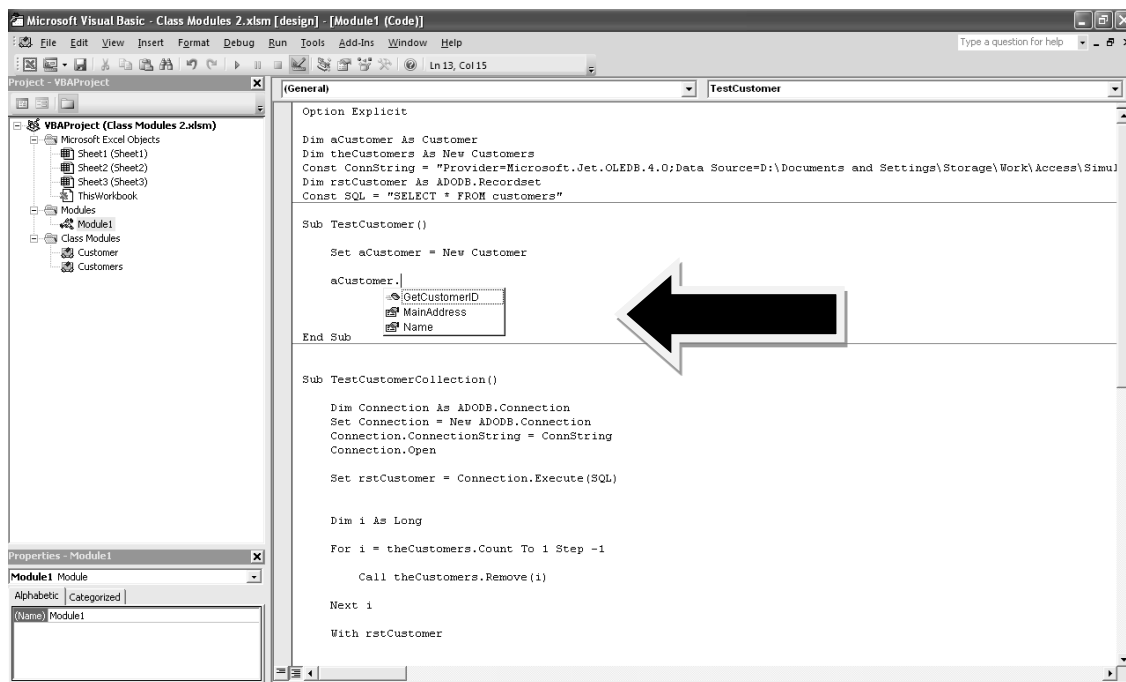 Microsoft Visual Basic - Class Modules 2.xlsm [design] - [Module1 (Code)]
File Edit View Insert Format Debug Run Tools Add-Ins Window Help
Type a question for help
Ln 13, Col 15
Project - VBAProject
VBAProject (Class Modules 2.xlsm)
Microsoft Excel Objects
Sheet1 (Sheet1)
Sheet2 (Sheet2)
Sheet3 (Sheet3)
ThisWorkbook
Modules
Module1
Class Modules
Customer
Customers
Properties - Module1
Module1 Module
Alphabetic Categorized
(Name) Module1
(General) TestCustomer
Option Explicit
Dim aCustomer As Customer
Dim theCustomers As New Customers
Const ConnString = "Provider=Microsoft.Jet.OLEDB.4.0;Data Source=D:\Documents and Settings\Storage\Work\Access\Simul
Dim rstCustomer As ADODB.Recordset
Const SQL = "SELECT * FROM customers"
Sub TestCustomer()
Set aCustomer = New Customer
aCustomer.
GetCustomerID
MainAddress
Name
End Sub
Sub TestCustomerCollection()
Dim Connection As ADODB.Connection
Set Connection = New ADODB.Connection
Connection.ConnectionString = ConnString
Connection.Open
Set rstCustomer = Connection.Execute(SQL)
Dim i As Long
For i = theCustomers.Count To 1 Step -1
Call theCustomers.Remove(i)
Next i
With rstCustomer